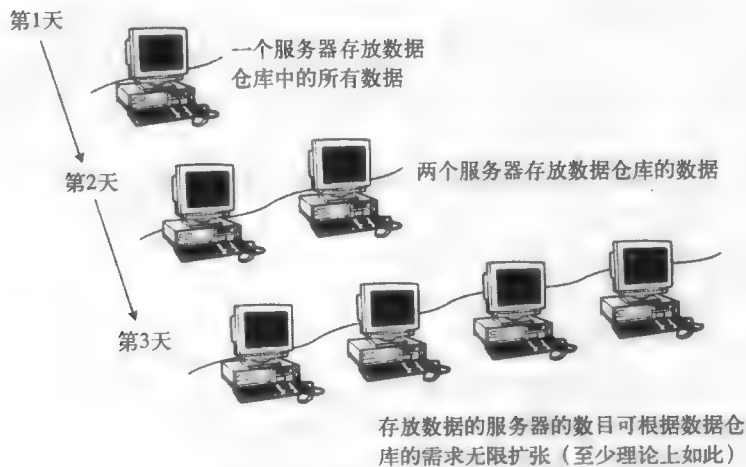 第1天
一个服务器存放数据
仓库中的所有数据
第2天
两个服务器存放数据仓库的数据
第3天
存放数据的服务器的数目可根据数据仓
库的需求无限扩张（至少理论上如此）